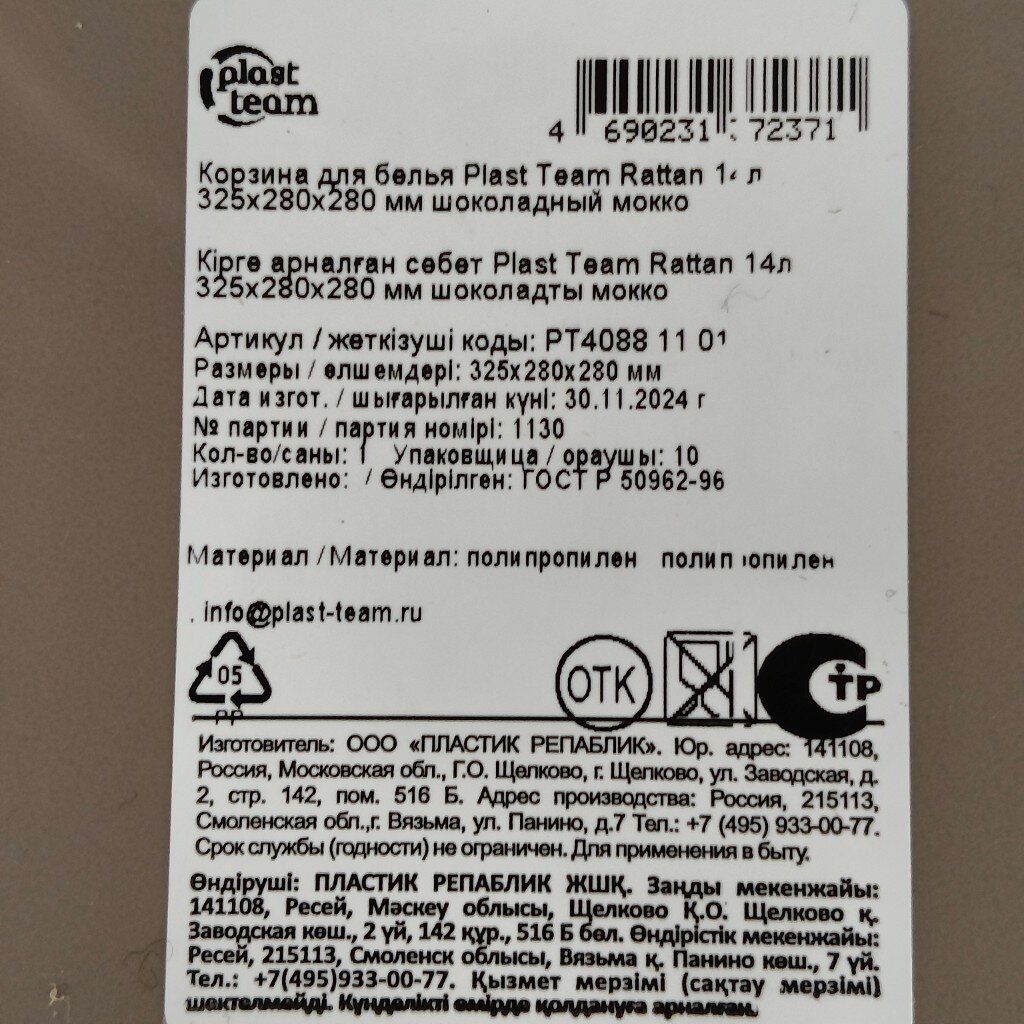 plast
team
4 690231 72371
Корзина для белья Plast Team Rattan 14 л
325x280x280 мм шоколадный мокко
Кірге арналған себет Plast Team Rattan 14л
325x280x280 мм шоколадты мокко
Артикул / жеткізуші коды: PT4088 11 01
Размеры / өлшемдері: 325x280x280 мм
Дата изгот. / шығарылған күні: 30.11.2024 г
№ партии / партия номірі: 1130
Кол-во/саны: 1 Упаковщица / ораушы: 10
Изготовлено: / Өндірілген: ГОСТ Р 50962-96
Материал / Материал: полипропилен полипропилен
. info@plast-team.ru
05
PP
ОТК
Изготовитель: ООО «ПЛАСТИК РЕПАБЛИК». Юр. адрес: 141108,
Россия, Московская обл., Г.О. Щелково, г. Щелково, ул. Заводская, д.
2, стр. 142, пом. 516 Б. Адрес производства: Россия, 215113,
Смоленская обл.,г. Вязьма, ул. Панино, д.7 Тел.: +7 (495) 933-00-77.
Срок службы (годности) не ограничен. Для применения в быту.
Өндіруші: ПЛАСТИК РЕПАБЛИК ЖШҚ. Заңды мекенжайы:
141108, Ресей, Мәскеу облысы, Щелково Қ.О. Щелково қ.
Заводская көш., 2 үй, 142 құр., 516 Б бөл. Өндірістік мекенжайы:
Ресей, 215113, Смоленск облысы, Вязьма қ. Панино көш., 7 үй.
Тел.: +7(495)933-00-77. Қызмет мерзімі (сақтау мерзімі)
шектелмейді. Күнделікті өмірде қолдануға арналған.